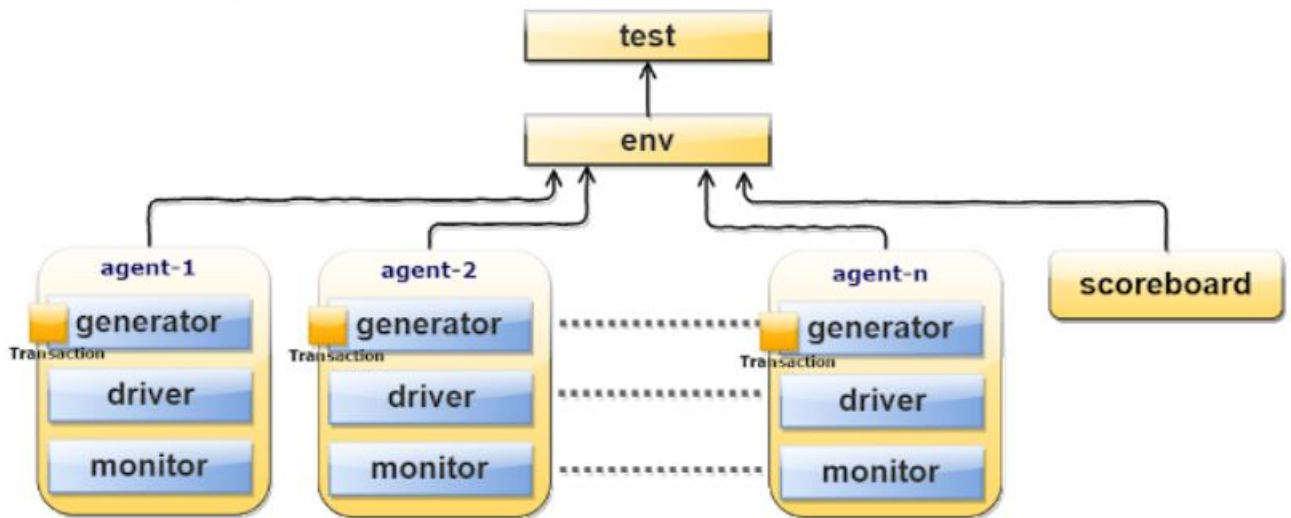 test
env
agent-1
generator
Transaction
driver
monitor
agent-2
generator
Transaction
driver
monitor
agent-n
generator
Transaction
driver
monitor
scoreboard